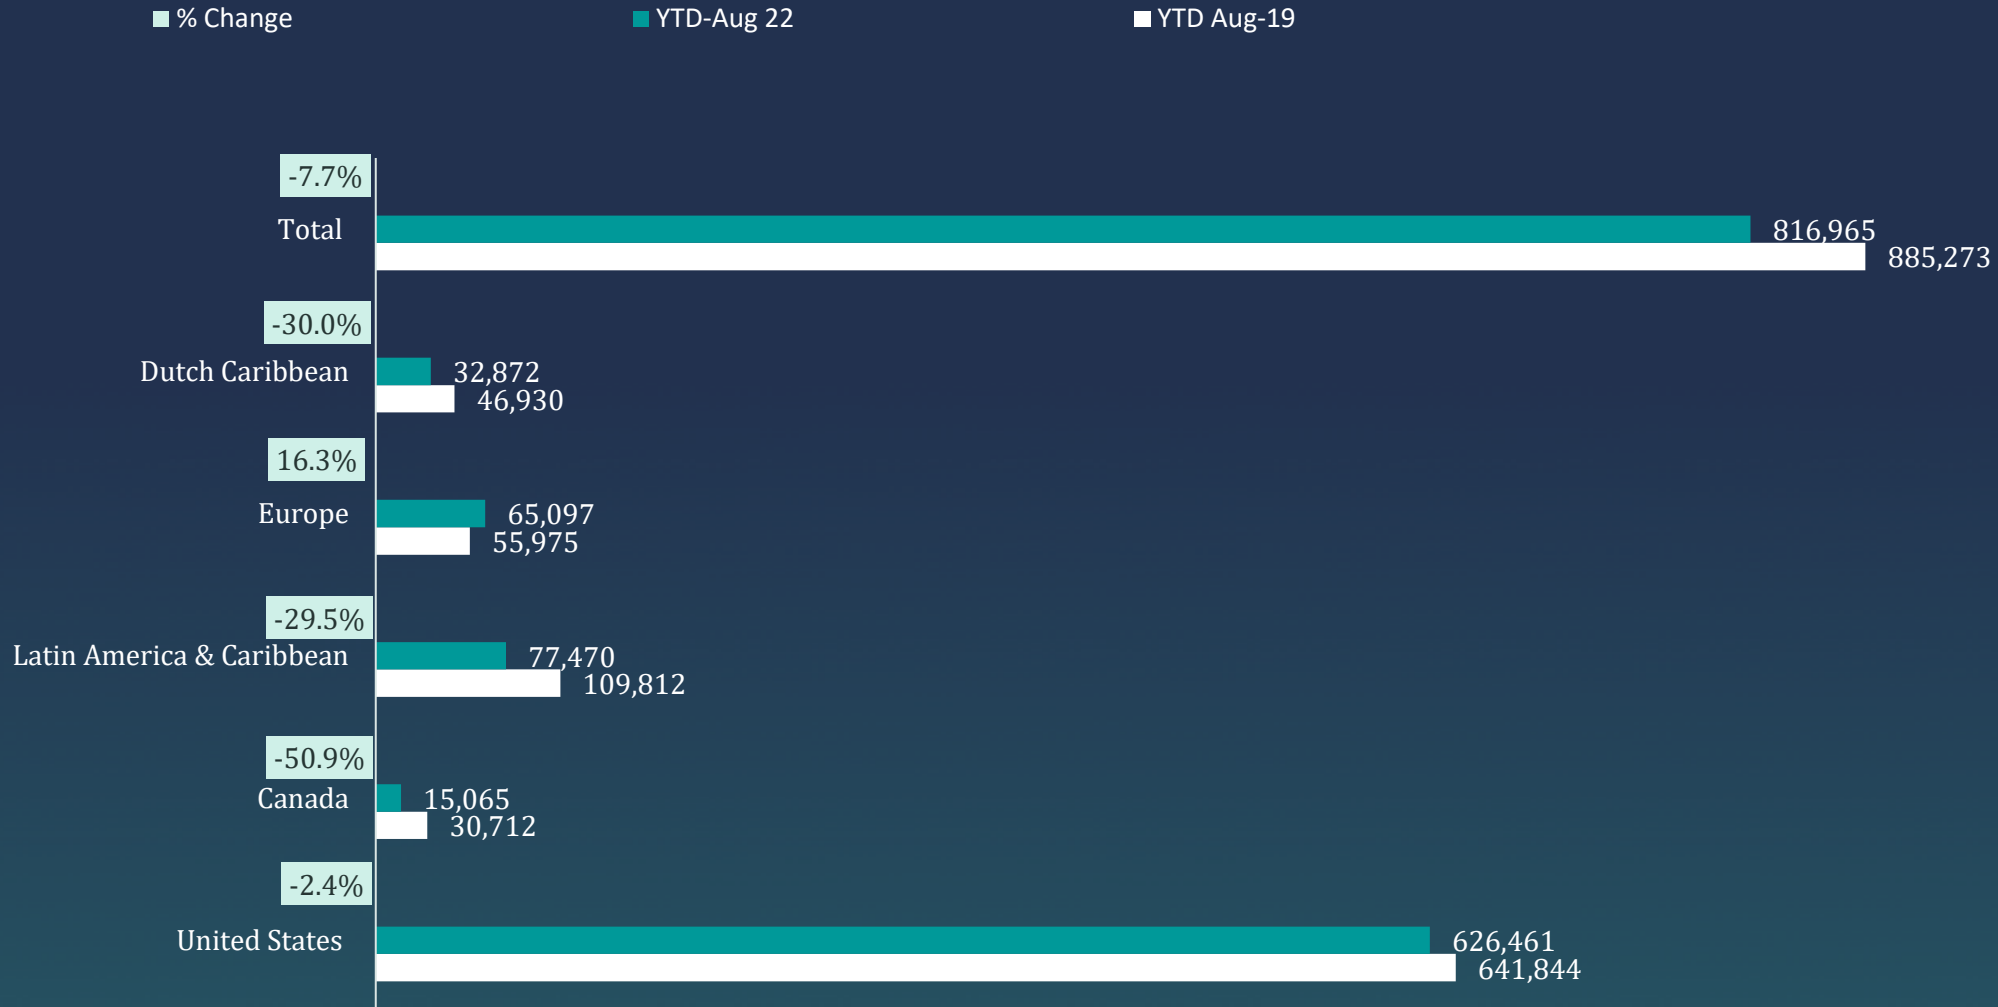 % Change
YTD-Aug 22
YTD Aug-19
-7.7%
Total
816,965
885,273
-30.0%
Dutch Caribbean
32,872
46,930
16.3%
Europe
65,097
55,975
-29.5%
Latin America & Caribbean
77,470
109,812
-50.9%
Canada
15,065
30,712
-2.4%
United States
626,461
641,844